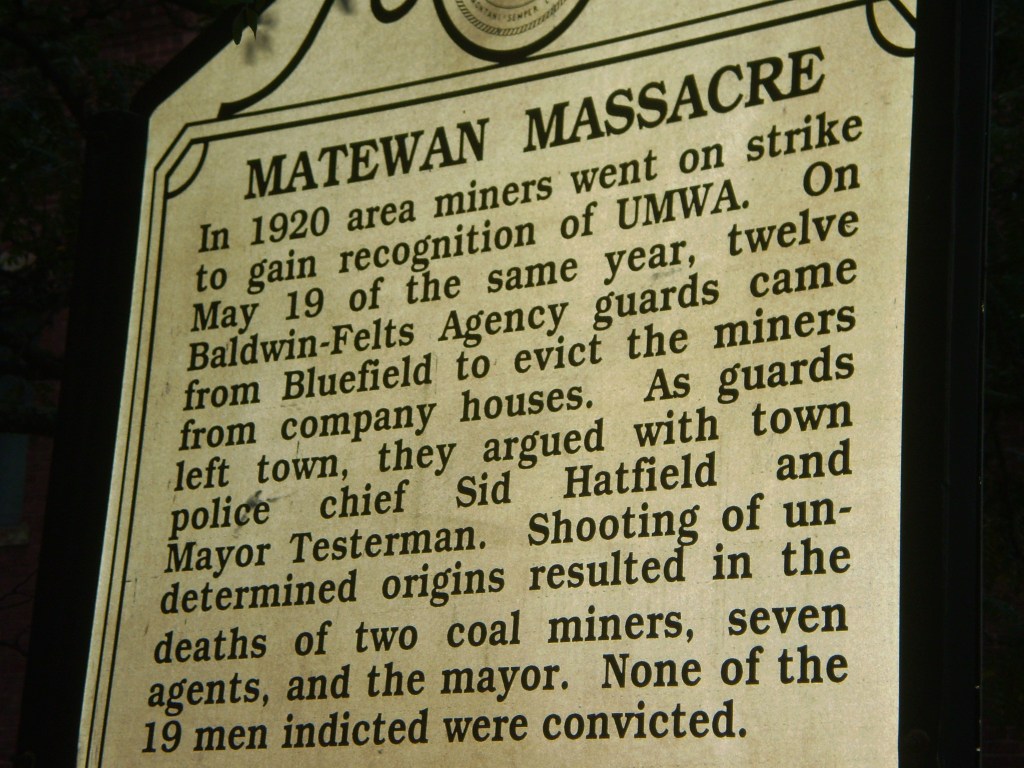 MONTANI SEMPER
MATEWAN MASSACRE
In 1920 area miners went on strike
to gain recognition of UMWA. On
May 19 of the same year, twelve
Baldwin-Felts Agency guards came
from Bluefield to evict the miners
from company houses. As guards
left town, they argued with town
police chief Sid Hatfield and
Mayor Testerman. Shooting of un-
determined origins resulted in the
deaths of two coal miners, seven
agents, and the mayor. None of the
19 men indicted were convicted.